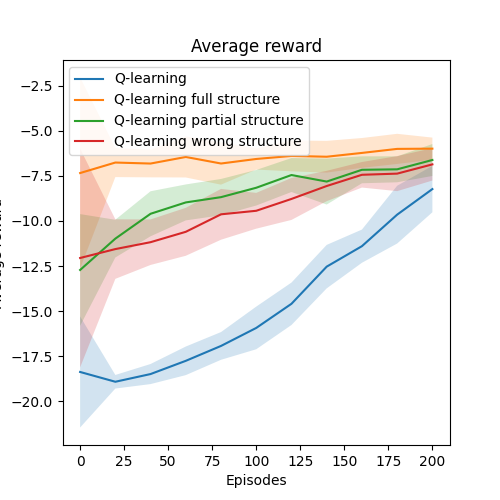 Average reward
Q-learning
Q-learning full structure
Q-learning partial structure
Q-learning wrong structure
−2.5
−5.0
−7.5
−10.0
−12.5
−15.0
−17.5
−20.0
0 25 50 75 100 125 150 175 200
Episodes